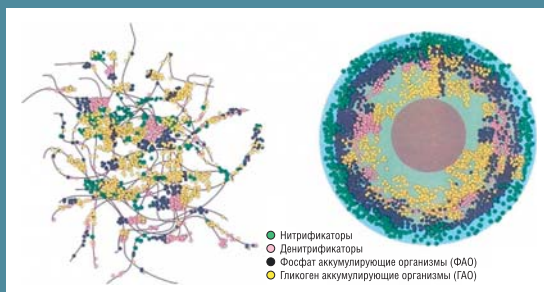 Нитрификаторы
Денитрификаторы
Фосфат аккумулирующие организмы (ФАО)
Гликоген аккумулирующие организмы (ГАО)